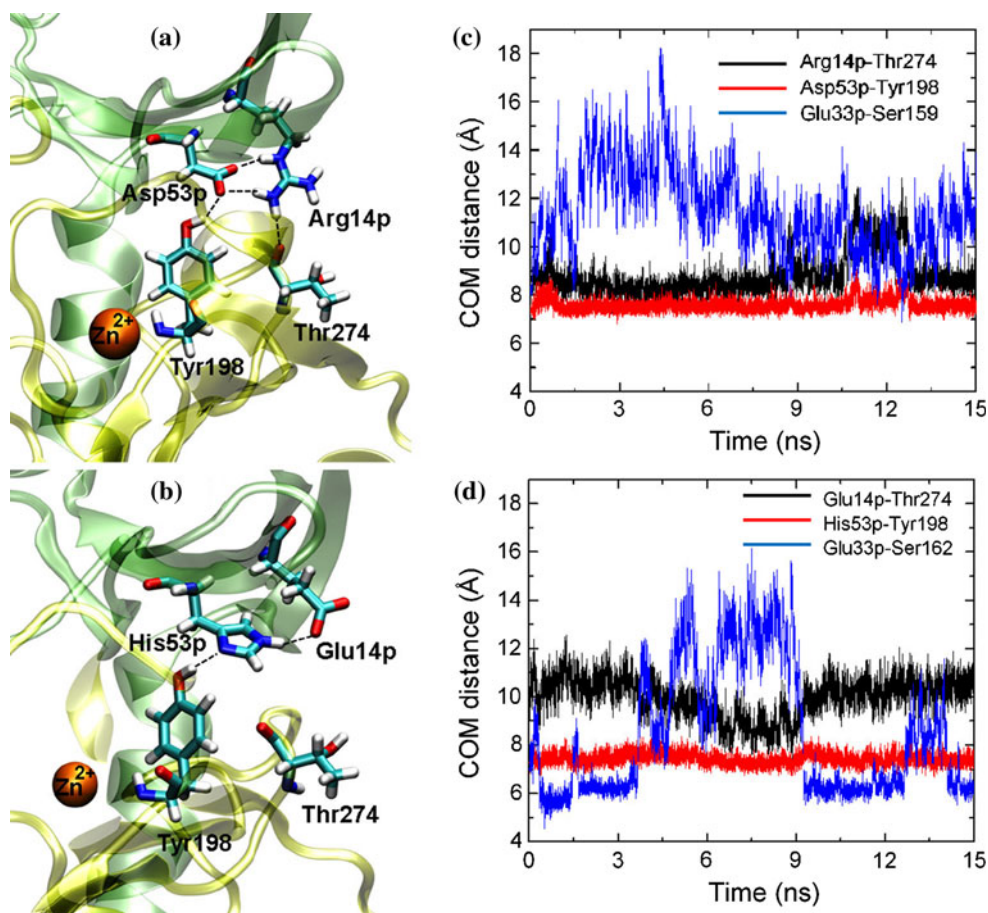 (a)
Asp53p
Arg14p
Zn2+
Thr274
Tyr198
(b)
His53p
Glu14p
Zn2+
Thr274
Tyr198
(c)
Arg14p-Thr274
Asp53p-Tyr198
Glu33p-Ser159
COM distance (Å)
18
16
14
12
10
8
6
4
0 3 6 9 12 15
Time (ns)
(d)
Glu14p-Thr274
His53p-Tyr198
Glu33p-Ser162
COM distance (Å)
18
16
14
12
10
8
6
4
0 3 6 9 12 15
Time (ns)